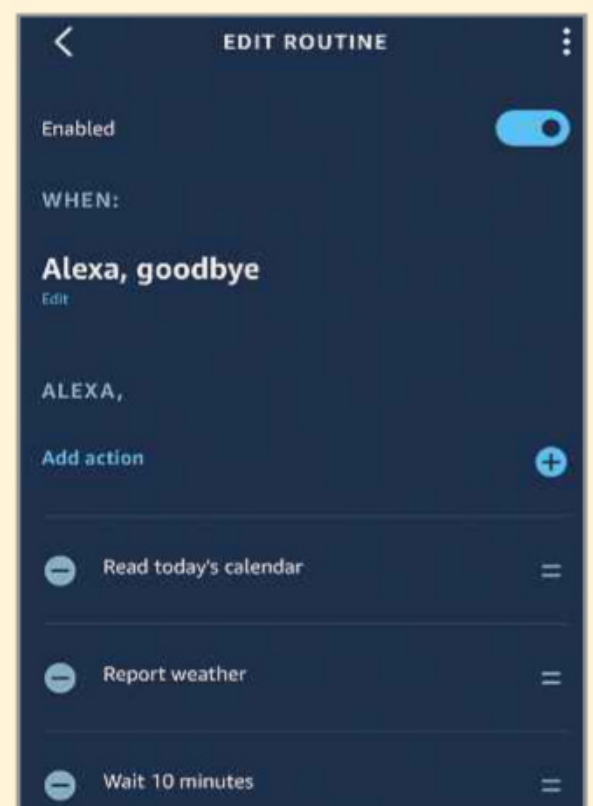 EDIT ROUTINE
Enabled
WHEN:
Alexa, goodbye
Edit
ALEXA,
Add action
Read today's calendar
Report weather
Wait 10 minutes